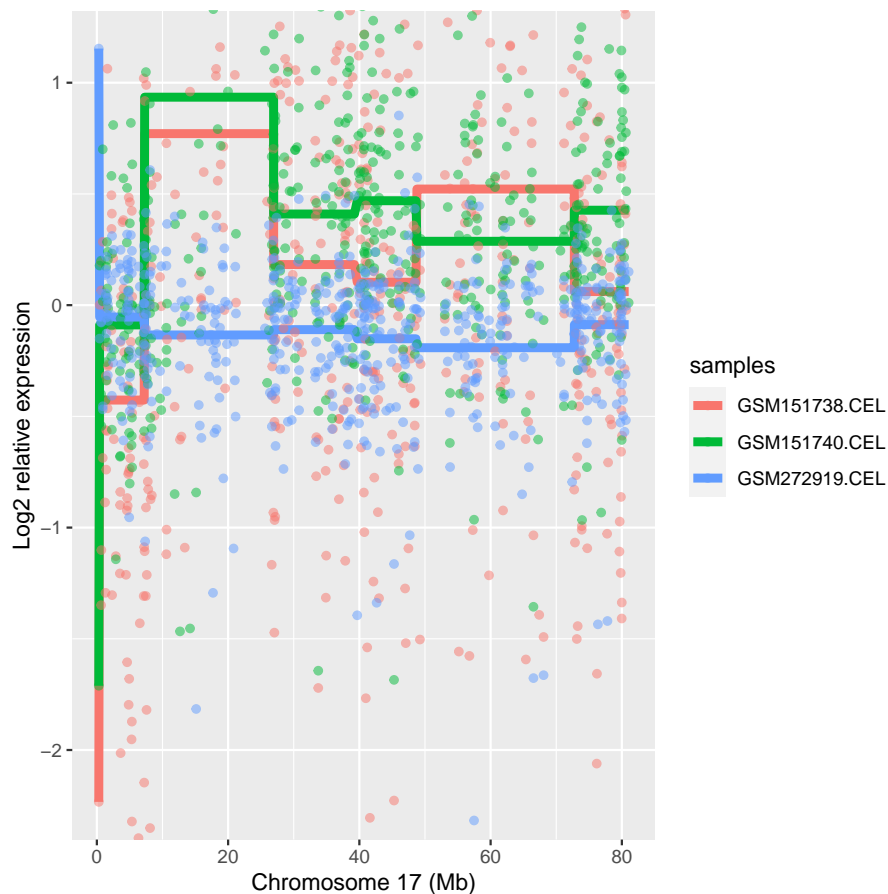 1
0
−1
−2
Log2 relative expression
0
20
40
60
80
Chromosome 17 (Mb)
samples
GSM151738.CEL
GSM151740.CEL
GSM272919.CEL